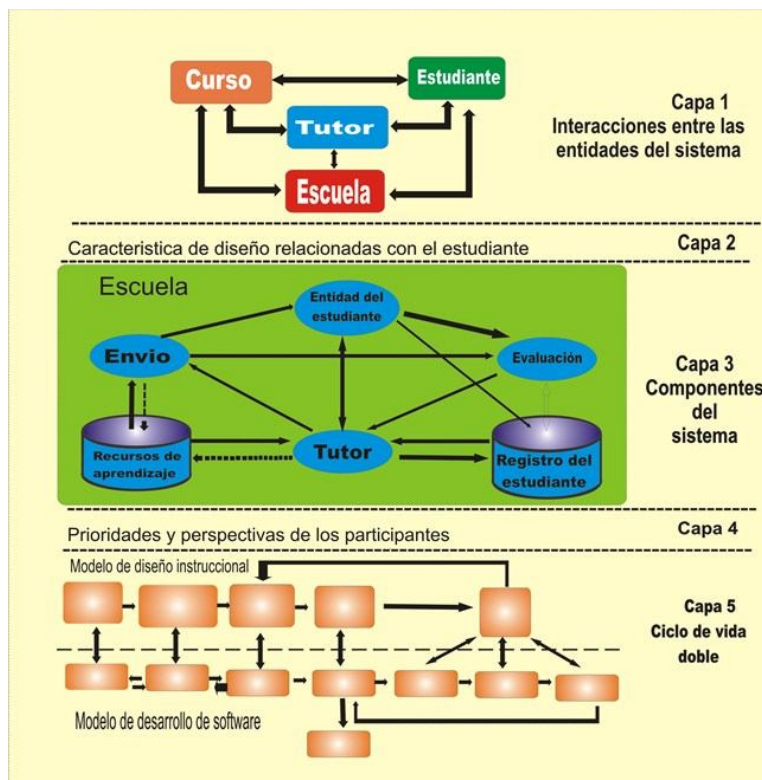 Curso
Estudiante
Tutor
Escuela
Capa 1
Interacciones entre las
entidades del sistema
Caracteristica de diseño relacionadas con el estudiante
Capa 2
Escuela
Entidad del
estudiante
Envio
Evaluación
Recursos de
aprendizaje
Tutor
Registro del
estudiante
Capa 3
Componentes
del
sistema
Prioridades y perspectivas de los participantes
Capa 4
Modelo de diseño instruccional
Capa 5
Ciclo de vida
doble
Modelo de desarrollo de software